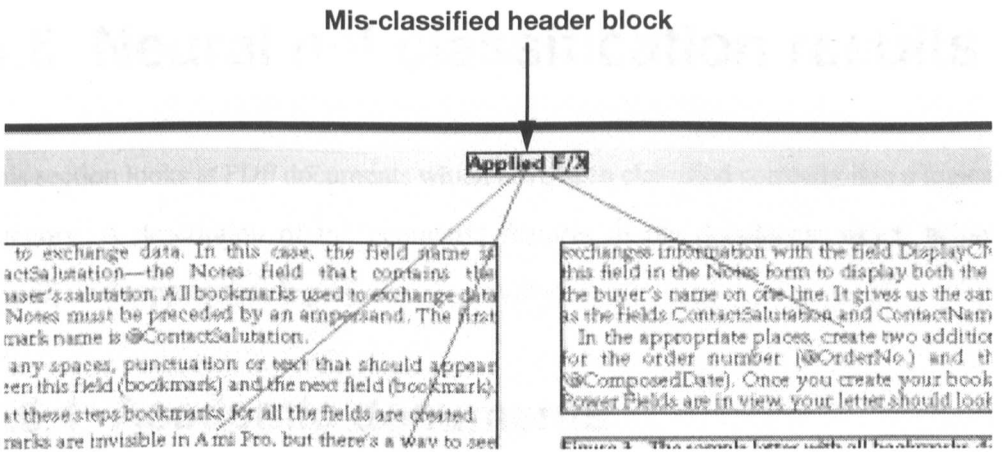 Mis-classified header block
Applied F/X
to exchange data. In this case, the field name is
actSalutation—the Notes field that contains the
aser's salutation. All bookmarks used to exchange data
Notes must be preceded by an ampersand. The first
mark name is @ContactSalutation.
any spaces, punctuation or text that should appear
een this field (bookmark) and the next field (bookmark).
at these steps bookmarks for all the fields are created.
marks are invisible in Ami Pro, but there's a way to see
exchanges information with the field DisplayCh
this field in the Notes form to display both the
the buyer's name on one line. It gives us the sam
as the fields ContactSalutation and ContactNam
In the appropriate places, create two addition
for the order number (@OrderNo.) and th
@ComposedDate). Once you create your book
Power Fields are in view, your letter should look
Figure 3. The sample letter with all bookmarks